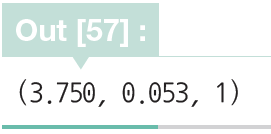 Out [57] :
(3.750, 0.053, 1)